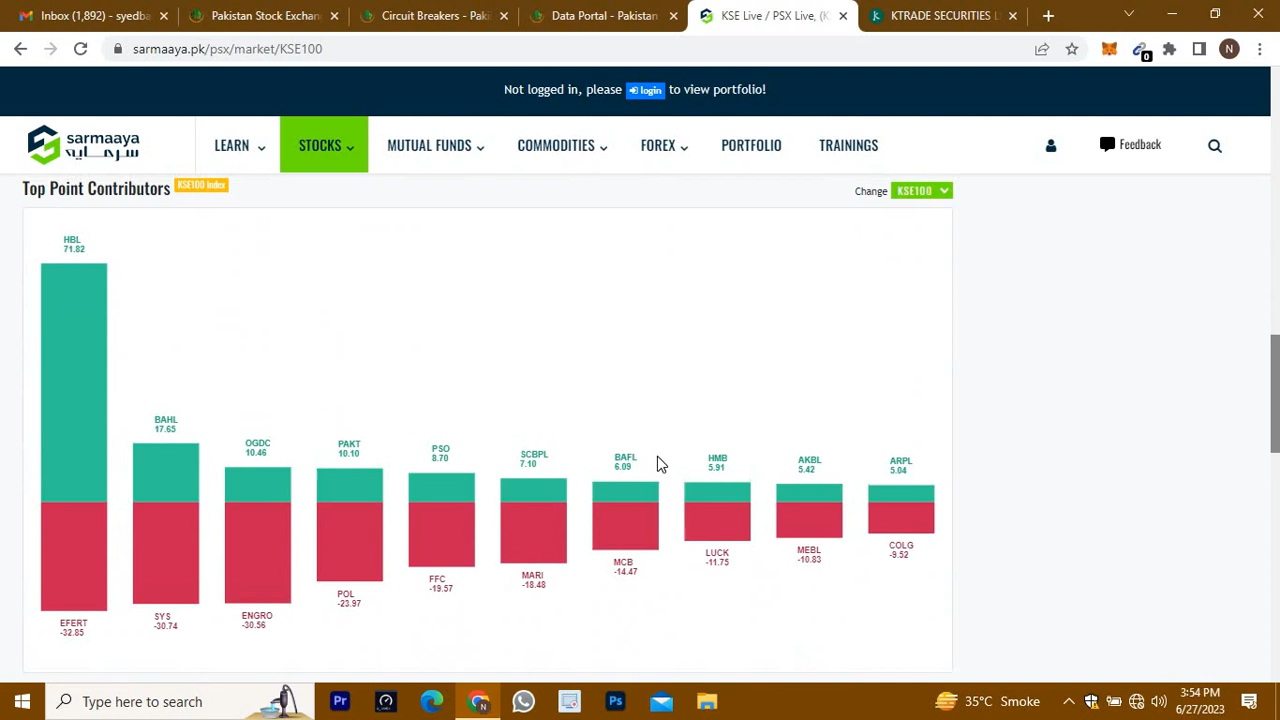 Inbox (1,892) - syedba
Pakistan Stock Exchan
Circuit Breakers - Paki
Data Portal - Pakistan
KSE Live / PSX Live, (K
KTRADE SECURITIES L
sarmaaya.pk/psx/market/KSE100
0
N
Not logged in, please login to view portfolio!
sarmaaya
سرمایہ
LEARN
STOCKS
MUTUAL FUNDS
COMMODITIES
FOREX
PORTFOLIO
TRAININGS
Feedback
Top Point Contributors KSE100 Index
Change KSE100
HBL
71.82
BAHL
17.65
OGDC
10.46
PAKT
10.10
PSO
8.70
SCBPL
7.10
BAFL
6.09
HMB
5.91
AKBL
5.42
ARPL
5.04
EFERT
-32.85
SYS
-30.74
ENGRO
-30.56
POL
-23.97
FFC
-19.57
MARI
-18.48
MCB
-14.47
LUCK
-11.75
MEBL
-10.83
COLG
-9.52
Type here to search
Pr
Ps
N
35°C Smoke
3:54 PM
6/27/2023